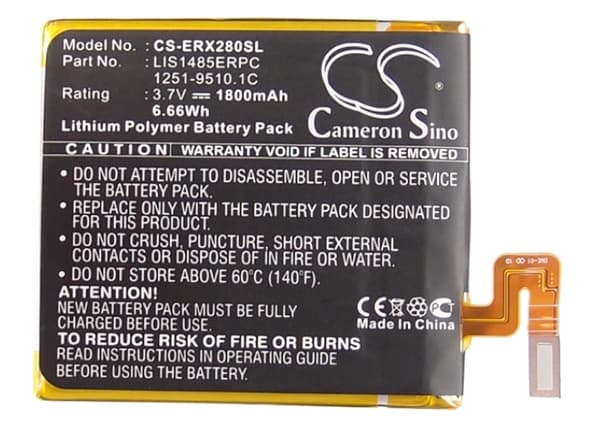 Model No. : CS-ERX280SL
Part No. : LIS1485ERPC
1251-9510.1C
Rating : 3.7V 1800mAh
6.66Wh
Lithium Polymer Battery Pack
CS
Cameron Sino
CAUTION WARRANTY VOID IF LABEL IS REMOVED
• DO NOT ATTEMPT TO DISASSEMBLE, OPEN OR SERVICE
THE BATTERY PACK.
• REPLACE ONLY WITH THE BATTERY PACK DESIGNATED
FOR THIS PRODUCT.
• DO NOT CRUSH, PUNCTURE, SHORT EXTERNAL
CONTACTS OR DISPOSE OF IN FIRE OR WATER.
• DO NOT STORE ABOVE 60°C (140°F).
ATTENTION!
NEW BATTERY PACK MUST BE FULLY
CHARGED BEFORE OPERATING.
TO REDUCE RISK OF FIRE OR BURNS
READ INSTRUCTIONS IN OPERATING GUIDE
BEFORE USING BATTERY PACK.
CE PCT
Made In China